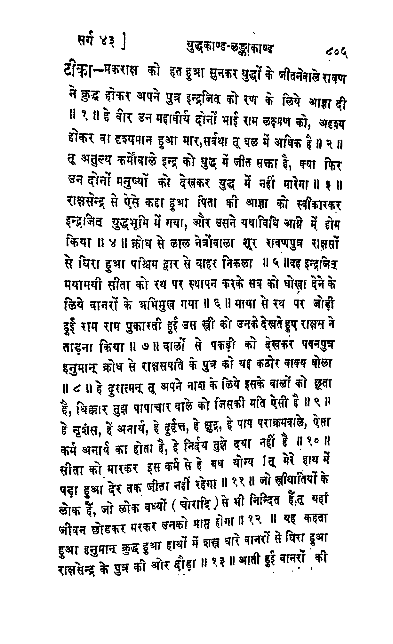 सर्ग ४३ ] युद्धकाण्ड-लङ्काकाण्ड ८०५
टीका—मकराक्ष को हत हुआ सुनकर युद्धों के जीतनेवाले रावण
ने क्रुद्ध होकर अपने पुत्र इन्द्रजित् को रण के लिये आज्ञा दी
॥ १ ॥ हे वीर उन महावीर्य दोनों भाई राम लक्ष्मण को, अदृश्य
होकर वा दृश्यमान हुआ मार, सर्वथा तू बल में अधिक है ॥ २ ॥
तू अतुल्य कर्मोवाले इन्द्र को युद्ध में जीत सक्ता है, क्या फिर
उन दोनों मनुष्यों को देखकर युद्ध में नहीं मारेगा ॥ ३ ॥
राक्षसेन्द्र से ऐसे कहा हुआ पिता की आज्ञा को स्वीकारकर
इन्द्रजित् युद्धभूमि में गया, और उसने यथाविधि अग्नि में होम
किया ॥ ४ ॥ क्रोध से लाल नेत्रोंवाला शूर रावणपुत्र राक्षसों
से घिरा हुआ पश्चिम द्वार से बाहर निकला ॥ ५ ॥ वह इन्द्रजित्
मयामयी सीता को रथ पर स्थापन करके सब को धोखा देने के
लिये वानरों के अभिमुख गया ॥ ६ ॥ माया से रथ पर जोड़ी
हुई राम राम पुकारती हुई उस स्त्री को उनके देखते हुए राक्षस ने
ताड़ना किया ॥ ७ ॥ बालों से पकड़ी को देखकर पवनपुत्र
हनुमान् क्रोध से राक्षसपति के पुत्र को यह कठोर वाक्य बोला
॥ ८ ॥ हे दुरात्मन् तू अपने नाश के लिये इसके बालों को छूता
है, धिक्कार तुझ पापाचार वाले को जिसकी मति ऐसी है ॥ ९ ॥
हे नृशंस, हे अनार्य, हे दुर्वृत्त, हे क्षुद्र, हे पाप पराक्रमवाले, ऐसा
कर्म अनार्य का होता है, हे निर्दय तुझे दया नहीं है ॥ १० ॥
सीता को मारकर इस कर्म से हे वध योग्य ! तू मेरे हाथ में
पड़ा हुआ देर तक जीता नहीं रहेगा ॥ ११ ॥ जो स्त्रीघातियों के
लोक हैं, जो लोक वध्यों ( चोरादि ) से भी निन्दित हैं, तू यहां
जीवन छोडकर मरकर उनको प्राप्त होगा ॥ १२ ॥ यह कहता
हुआ हनुमान् क्रुद्ध हुआ हाथों में शस्त्र धारे वानरों से घिरा हुआ
राक्षसेन्द्र के पुत्र की ओर दौड़ा ॥ १३ ॥ आती हुई वानरों की